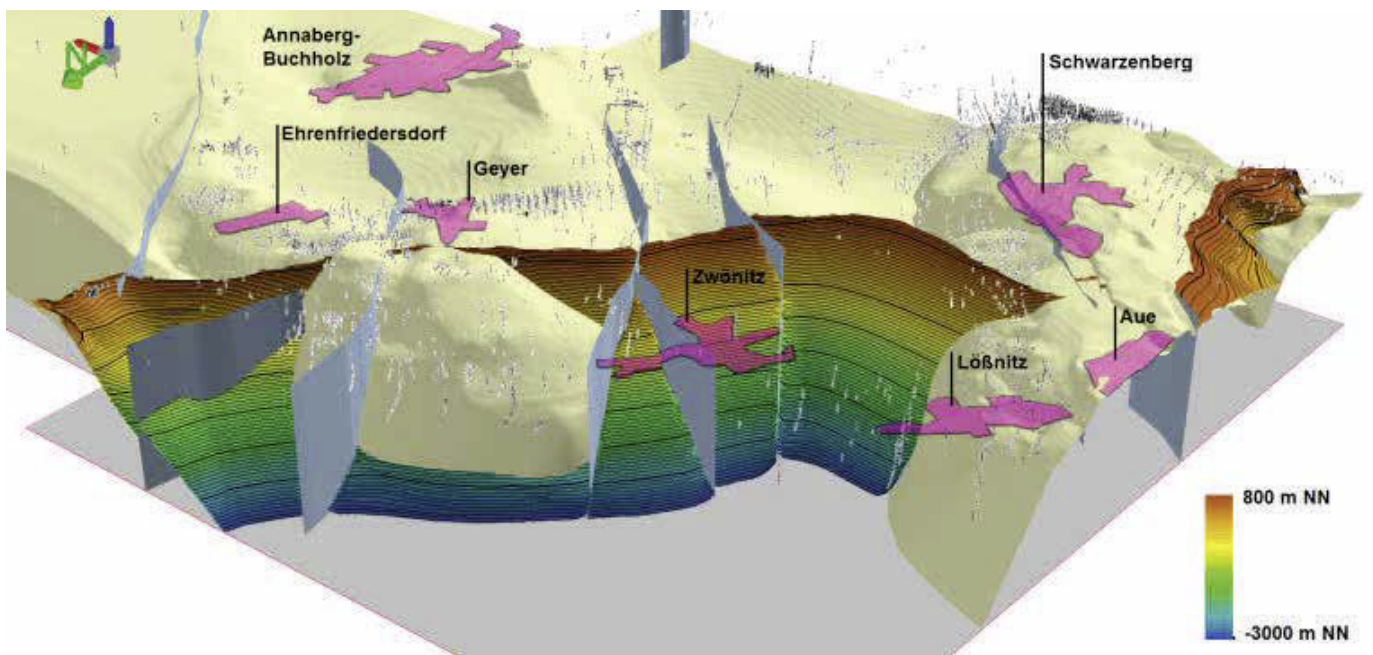 Annaberg-
Buchholz
Schwarzenberg
Ehrenfriedersdorf
Geyer
Zwönitz
Aue
Lößnitz
800 m NN
-3000 m NN